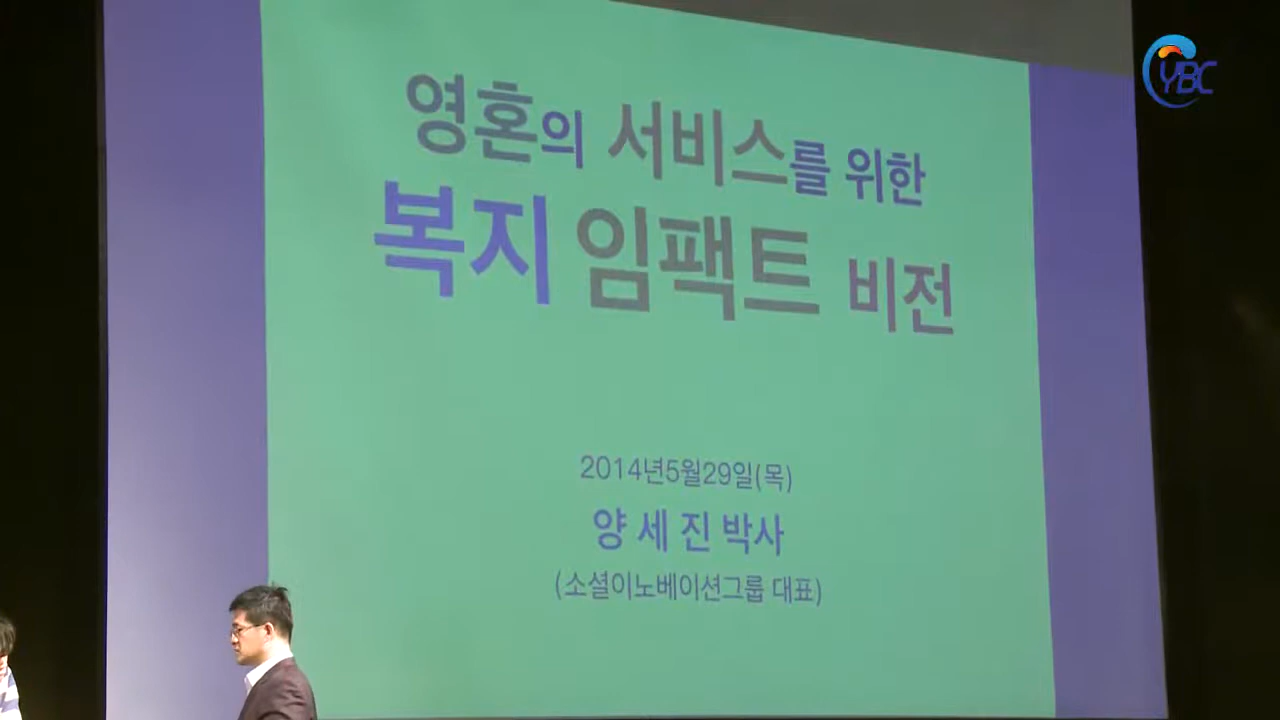 YBC
영혼의 서비스를 위한
복지 임팩트 비전
2014년5월29일(목)
양 세 진 박사
(소셜이노베이션그룹 대표)